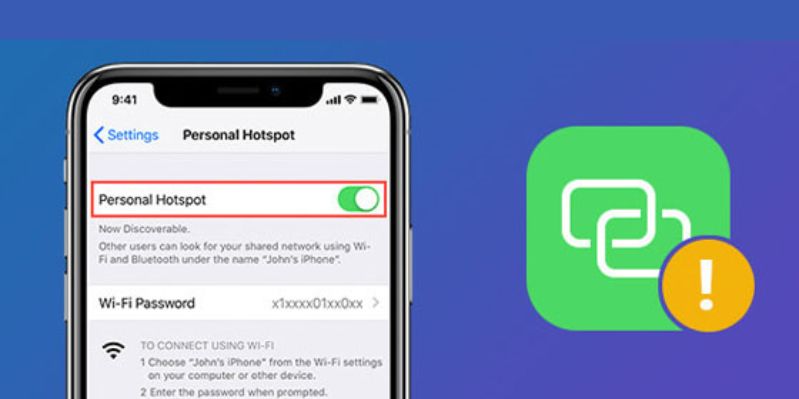 9:41
Settings Personal Hotspot
Personal Hotspot
Now Discoverable.
Other users can look for your shared network using Wi-
Fi and Bluetooth under the name "John's iPhone".
Wi-Fi Password x1xxxx01xx0xx
TO CONNECT USING WI-FI
1 Choose "John's iPhone" from the Wi-Fi settings
on your computer or other device.
2 Enter the password when prompted.
!